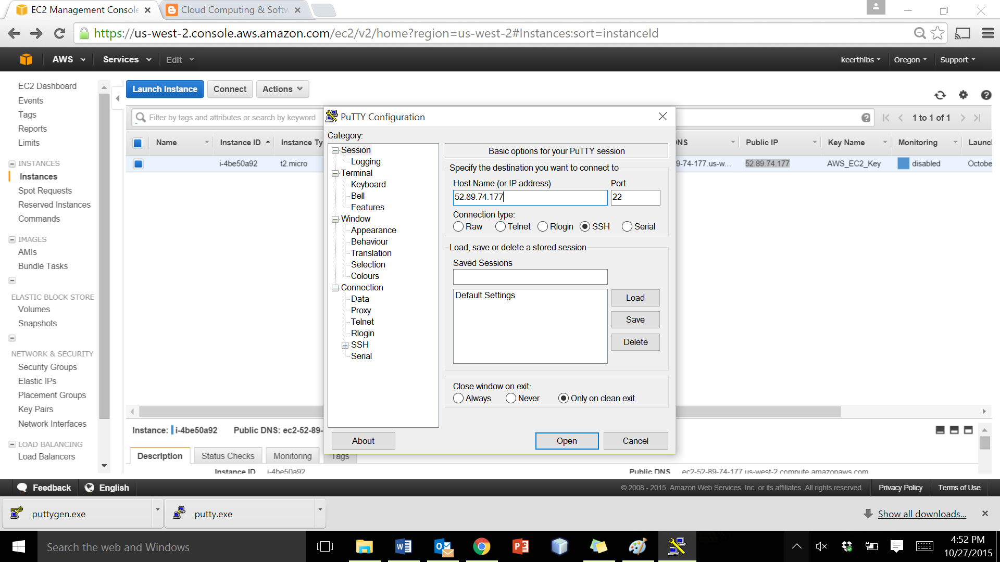 EC2 Management Console
Cloud Computing & Softw
https://us-west-2.console.aws.amazon.com/ec2/v2/home?region=us-west-2#Instances:sort=instanceId
AWS Services Edit keerthibs Oregon Support
EC2 Dashboard
Events
Tags
Reports
Limits
INSTANCES
Instances
Spot Requests
Reserved Instances
Commands
IMAGES
AMIs
Bundle Tasks
ELASTIC BLOCK STORE
Volumes
Snapshots
NETWORK & SECURITY
Security Groups
Elastic IPs
Placement Groups
Key Pairs
Network Interfaces
LOAD BALANCING
Load Balancers
Launch Instance Connect Actions
Filter by tags and attributes or search by keyword
1 to 1 of 1
Name Instance ID Instance Ty NS Public IP Key Name Monitoring Launc
i-4be50a92 t2.micro 9-74-177.us-w... 52.89.74.177 AWS_EC2_Key disabled Octobe
PuTTY Configuration
Category:
Session
Logging
Terminal
Keyboard
Bell
Features
Window
Appearance
Behaviour
Translation
Selection
Colours
Connection
Data
Proxy
Telnet
Rlogin
SSH
Serial
Basic options for your PuTTY session
Specify the destination you want to connect to
Host Name (or IP address) Port
52.89.74.177 22
Connection type:
Raw Telnet Rlogin SSH Serial
Load, save or delete a stored session
Saved Sessions
Default Settings
Load
Save
Delete
Close window on exit:
Always Never Only on clean exit
About Open Cancel
Instance: i-4be50a92 Public DNS: ec2-52-89-
Description Status Checks Monitoring Tags
Instance ID i-4be50a92 Public DNS ec2-52-89-74-177.us-west-2.compute.amazonaws.com
Feedback English © 2008 - 2015, Amazon Web Services, Inc. or its affiliates. All rights reserved. Privacy Policy Terms of Use
puttygen.exe putty.exe Show all downloads...
Search the web and Windows
4:52 PM
10/27/2015